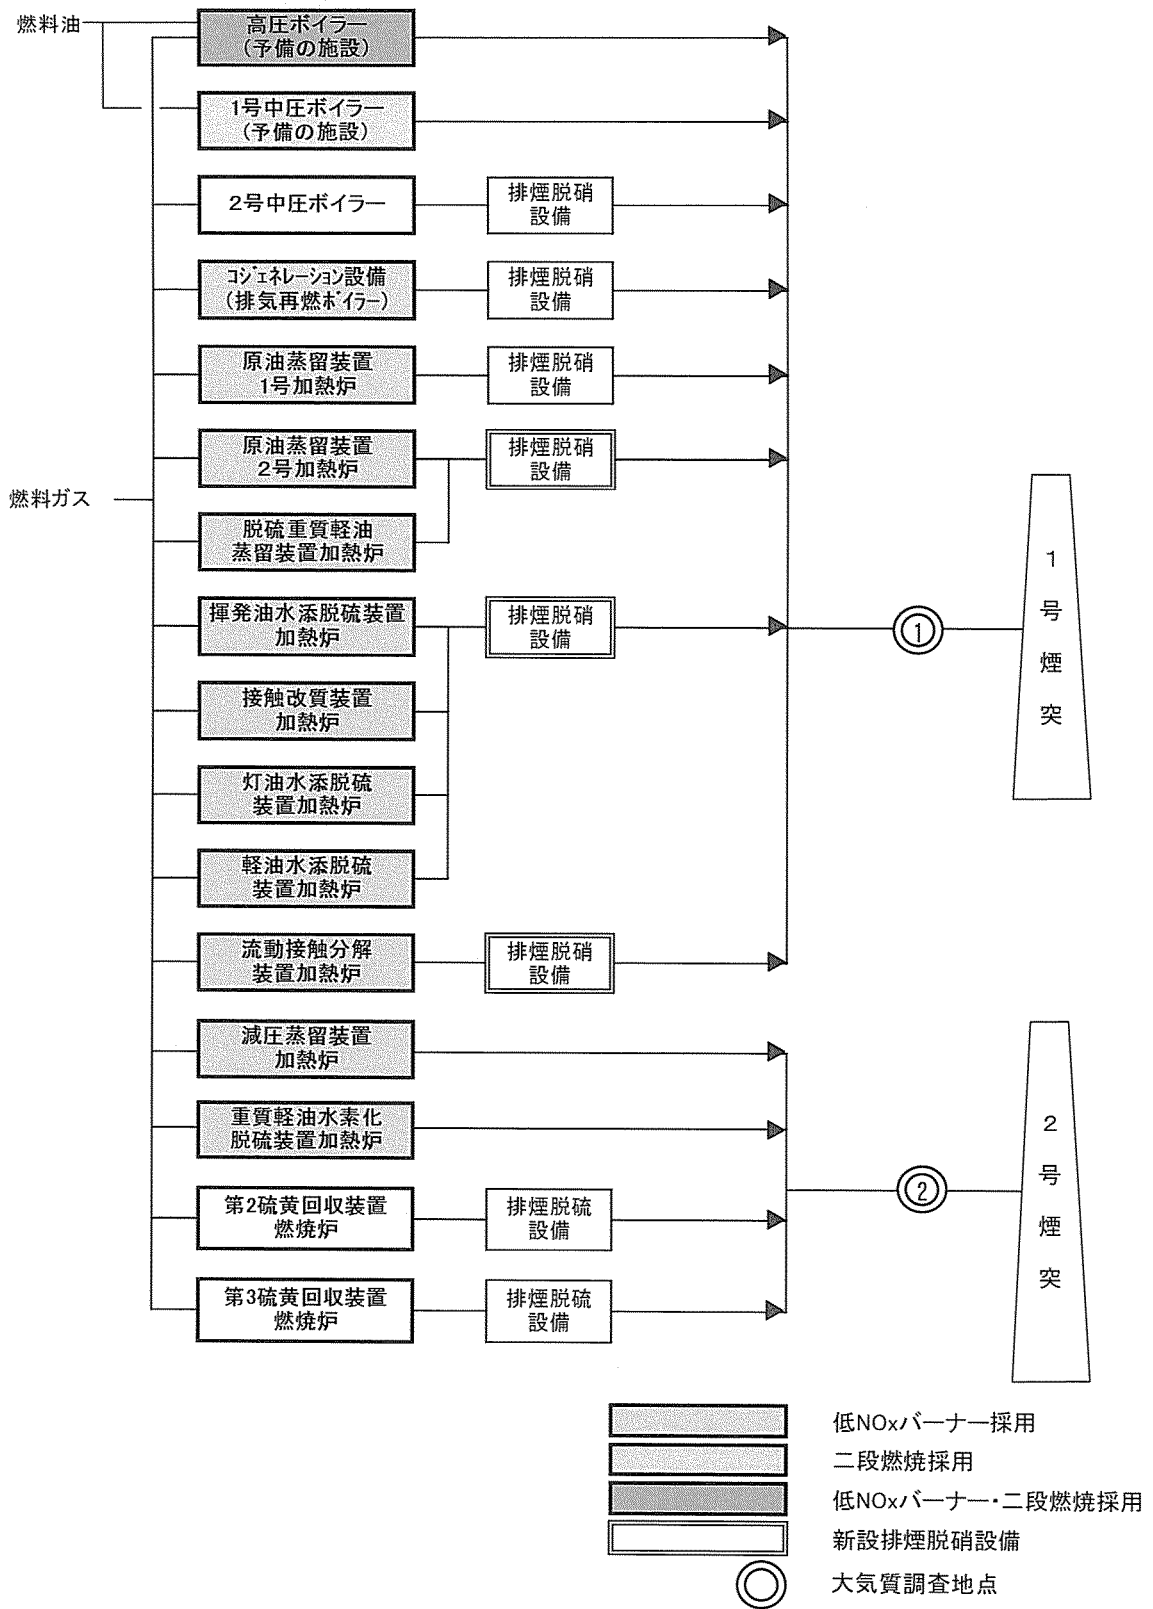 燃料油
高圧ボイラー
(予備の施設)
1号中圧ボイラー
(予備の施設)
2号中圧ボイラー
排煙脱硝
設備
ｺｼﾞｪﾈﾚｰｼｮﾝ設備
(排気再燃ﾎﾞｲﾗｰ)
排煙脱硝
設備
原油蒸留装置
1号加熱炉
排煙脱硝
設備
原油蒸留装置
2号加熱炉
排煙脱硝
設備
燃料ガス
脱硫重質軽油
蒸留装置加熱炉
揮発油水添脱硫装置
加熱炉
排煙脱硝
設備
接触改質装置
加熱炉
灯油水添脱硫
装置加熱炉
軽油水添脱硫
装置加熱炉
流動接触分解
装置加熱炉
排煙脱硝
設備
①
1号煙突
減圧蒸留装置
加熱炉
重質軽油水素化
脱硫装置加熱炉
第2硫黄回収装置
燃焼炉
排煙脱硫
設備
第3硫黄回収装置
燃焼炉
排煙脱硫
設備
②
2号煙突
低NOxバーナー採用
二段燃焼採用
低NOxバーナー・二段燃焼採用
新設排煙脱硝設備
大気質調査地点